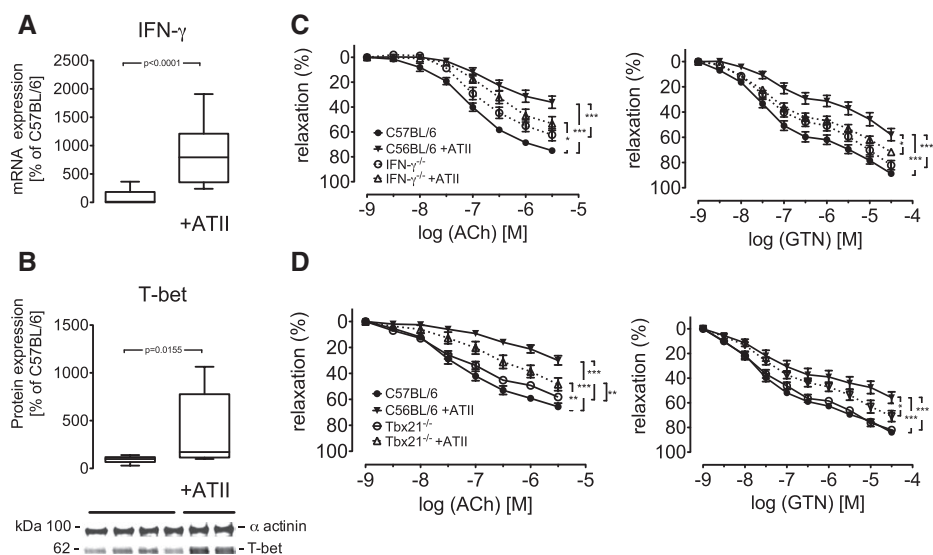 A
IFN-γ
mRNA expression
[% of C57BL/6]
2500
2000
1500
1000
500
0
p<0.0001
+ATII
B
T-bet
Protein expression
[% of C57BL/6]
1500
1000
500
0
p=0.0155
+ATII
kDa 100 – – α actinin
62 – – T-bet
C
relaxation (%)
0
20
40
60
80
100
C57BL/6
C56BL/6 +ATII
IFN-γ-/-
IFN-γ-/- +ATII
***
***
*
-9 -8 -7 -6 -5
log (ACh) [M]
relaxation (%)
0
20
40
60
80
100
*
***
***
-9 -8 -7 -6 -5 -4
log (GTN) [M]
D
relaxation (%)
0
20
40
60
80
100
C57BL/6
C56BL/6 +ATII
Tbx21-/-
Tbx21-/- +ATII
***
***
**
**
-9 -8 -7 -6 -5
log (ACh) [M]
relaxation (%)
0
20
40
60
80
100
*
***
***
-9 -8 -7 -6 -5 -4
log (GTN) [M]